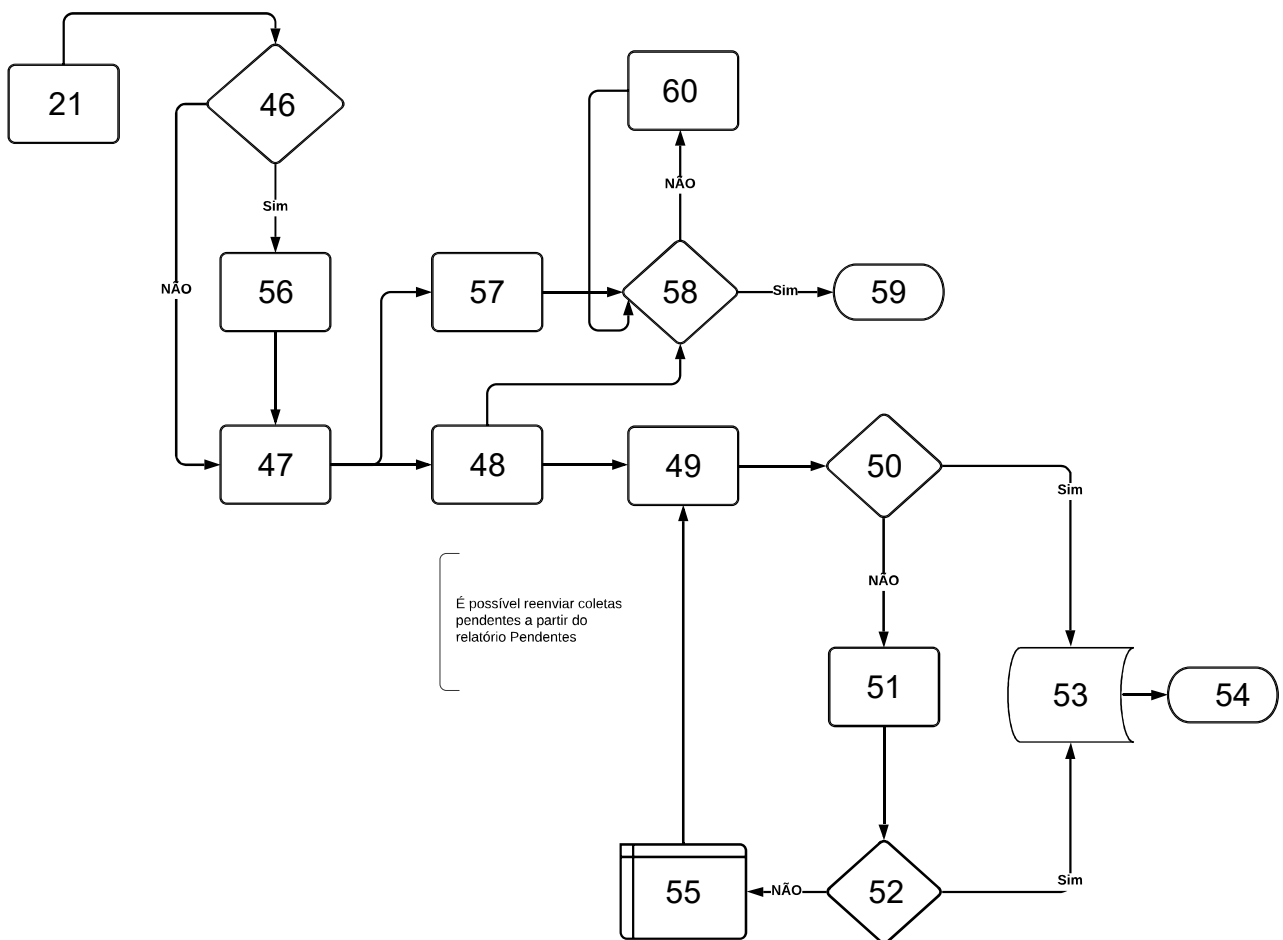 21
46
60
NÃO
Sim
56
NÃO
57
58
Sim
59
47
48
49
50
Sim
NÃO
É possível reenviar coletas
pendentes a partir do
relatório Pendentes
51
53
54
55
NÃO
52
Sim